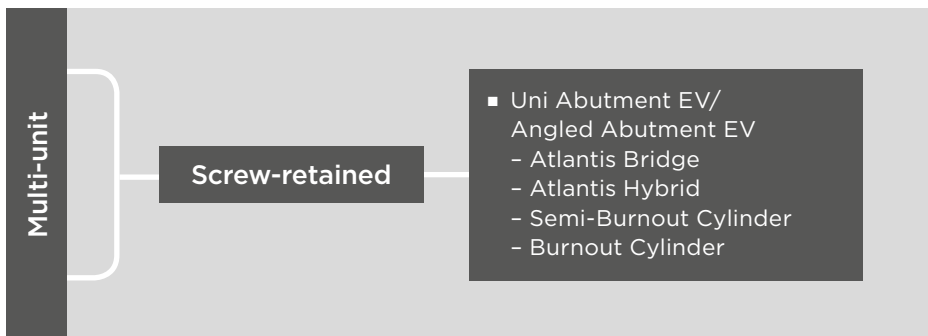 Multi-unit
Screw-retained
▪ Uni Abutment EV/
Angled Abutment EV
– Atlantis Bridge
– Atlantis Hybrid
– Semi-Burnout Cylinder
– Burnout Cylinder